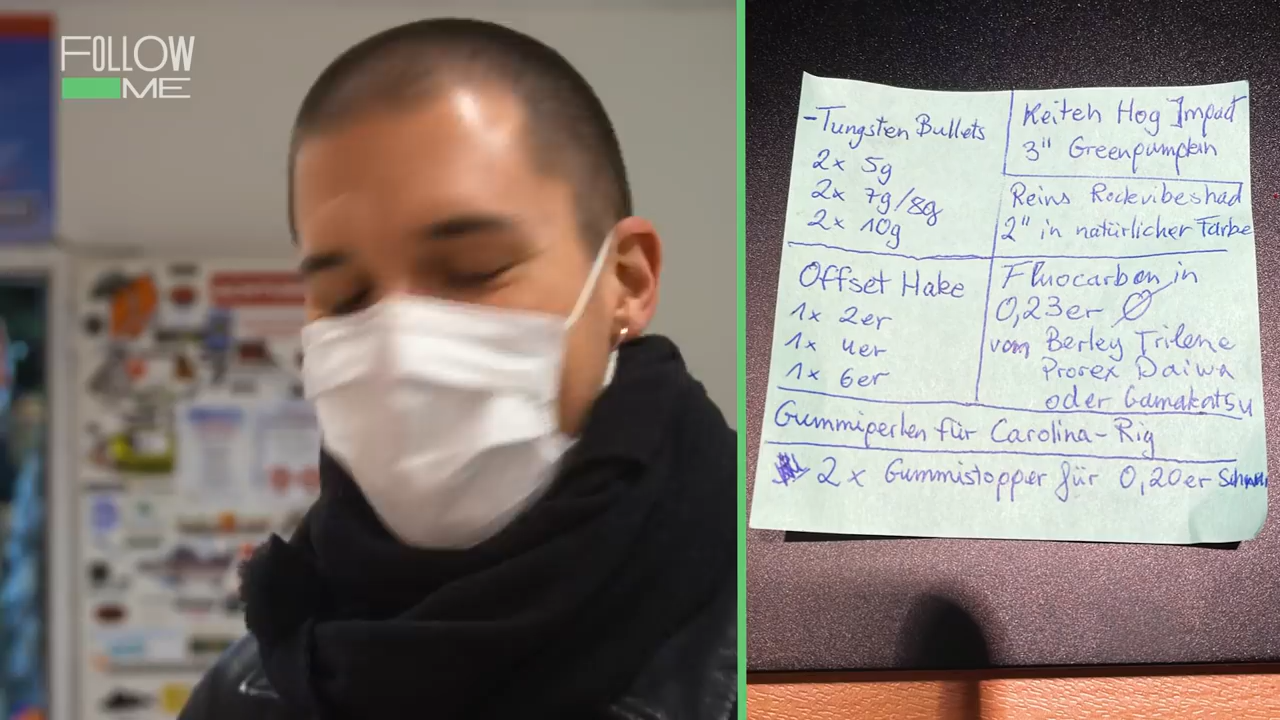 FOLLOW
ME
-Tungsten Bullets
2x 5g
2x 7g/8g
2x 10g
Keiteh Hog Impact
3" Greenpumpkin
Reins Rockvibeshad
2" in natürlicher Farbe
Offset Hake
1x 2er
1x 4er
1x 6er
Fluocarbon in
0,23er Ø
vom Berley Trilene
Prorex Daiwa
oder Gamakatsu
Gummiperlen für Carolina-Rig
2x Gummistopper für 0,20er